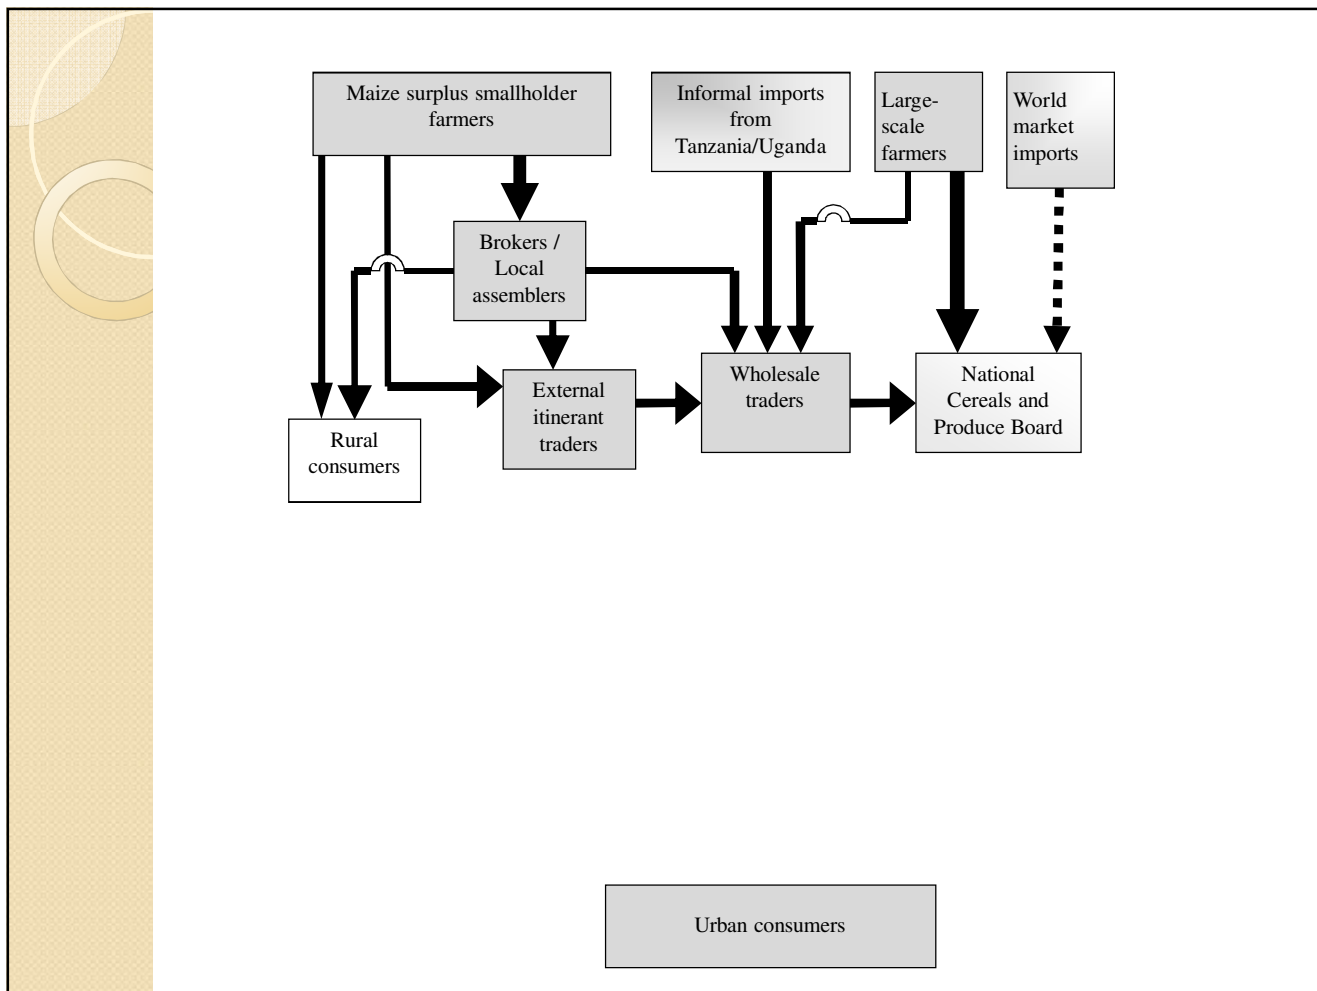 Maize surplus smallholder
farmers
Informal imports
from
Tanzania/Uganda
Large-
scale
farmers
World
market
imports
Brokers /
Local
assemblers
Rural
consumers
External
itinerant
traders
Wholesale
traders
National
Cereals and
Produce Board
Urban consumers